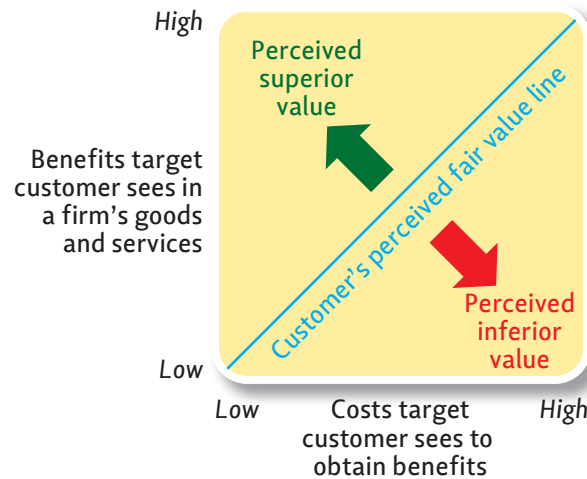 High
Perceived
superior
value
Benefits target
customer sees in
a firm's goods
and services
Customer's perceived fair value line
Perceived
inferior
value
Low
Low
Costs target
customer sees to
obtain benefits
High